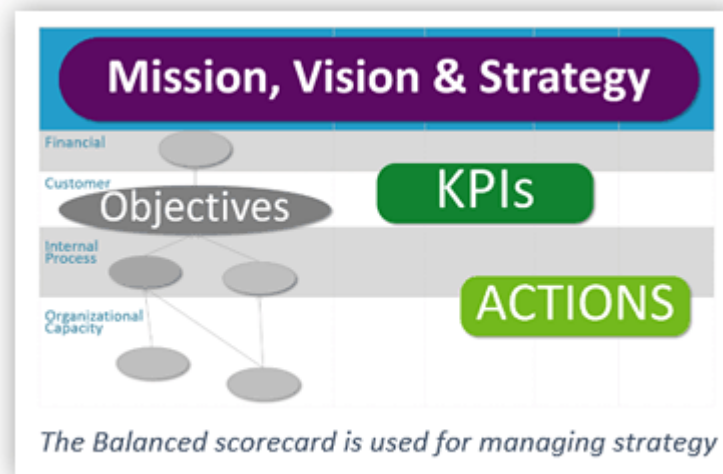 Mission, Vision & Strategy
Financial
Customer
Objectives
KPIs
Internal
Process
ACTIONS
Organizational
Capacity
The Balanced scorecard is used for managing strategy